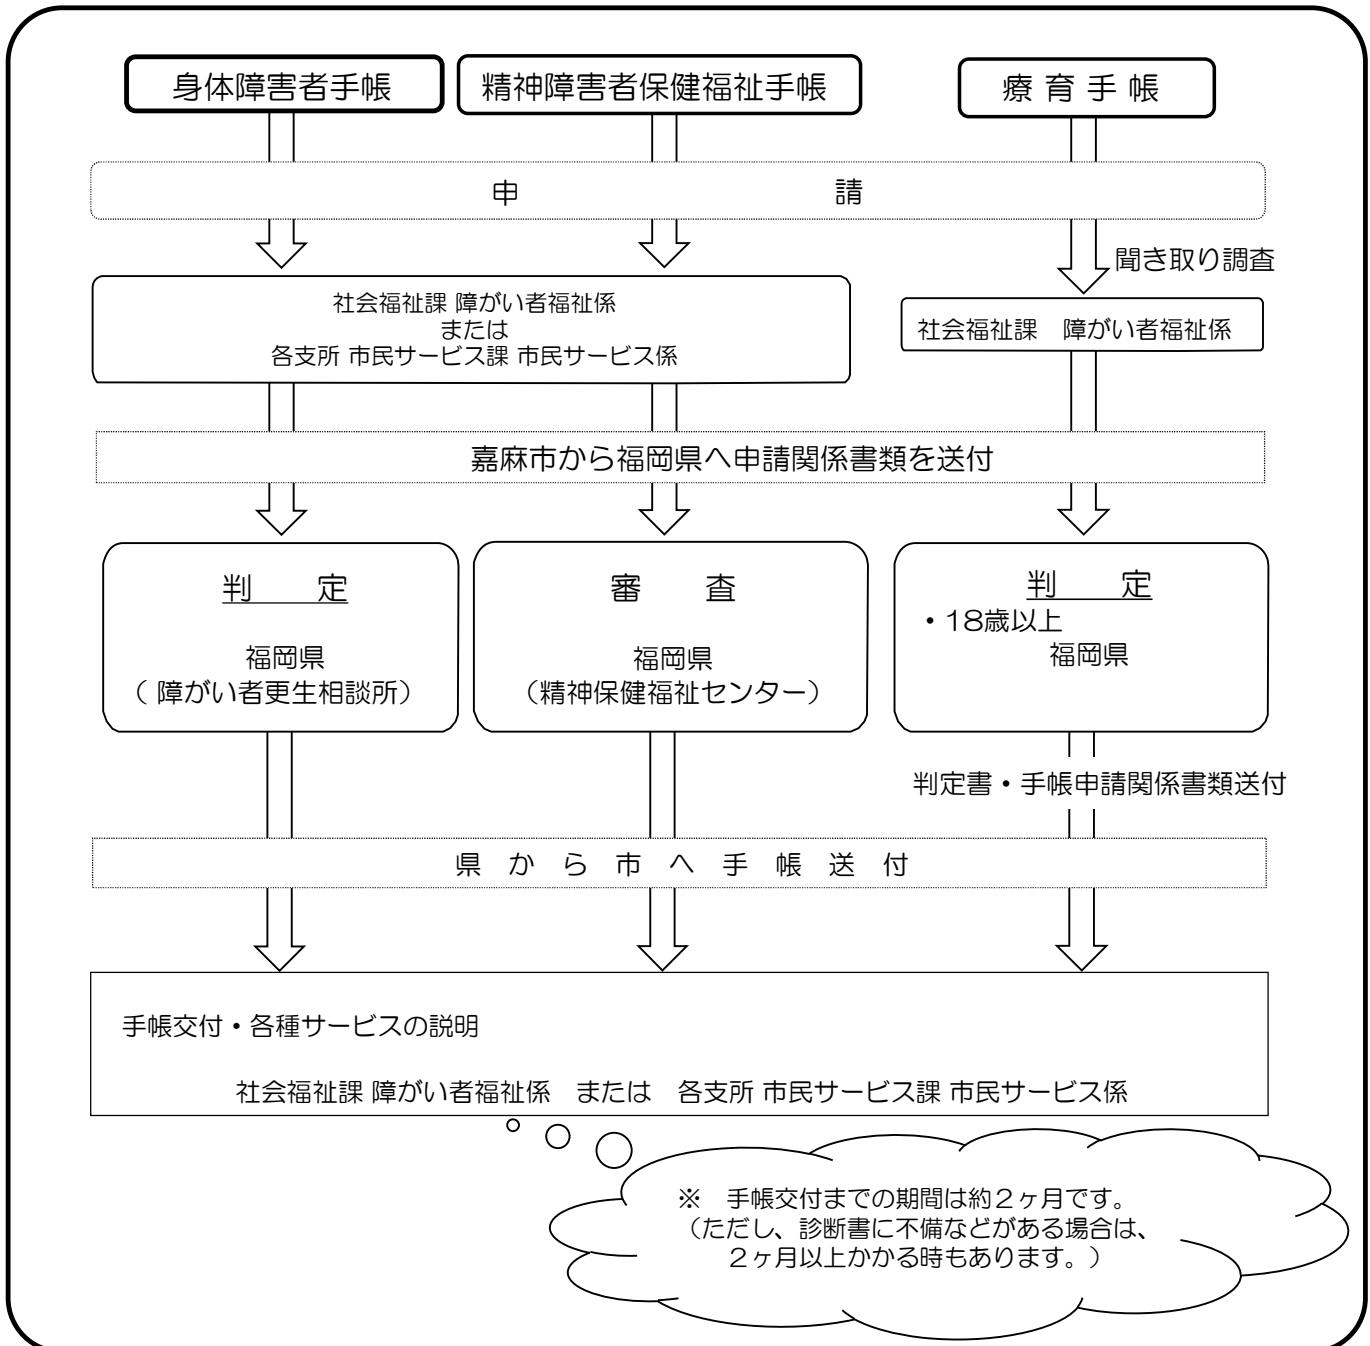 身体障害者手帳
精神障害者保健福祉手帳
療 育 手 帳
申 請
聞き取り調査
社会福祉課 障がい者福祉係
または
各支所 市民サービス課 市民サービス係
社会福祉課　障がい者福祉係
嘉麻市から福岡県へ申請関係書類を送付
判　定
福岡県
（ 障がい者更生相談所）
審　査
福岡県
（精神保健福祉センター）
判　定
・18歳以上
福岡県
判定書・手帳申請関係書類送付
県 か ら 市 へ 手 帳 送 付
手帳交付・各種サービスの説明
社会福祉課 障がい者福祉係　または　各支所 市民サービス課 市民サービス係
※　手帳交付までの期間は約２ヶ月です。
（ただし、診断書に不備などがある場合は、
２ヶ月以上かかる時もあります。）